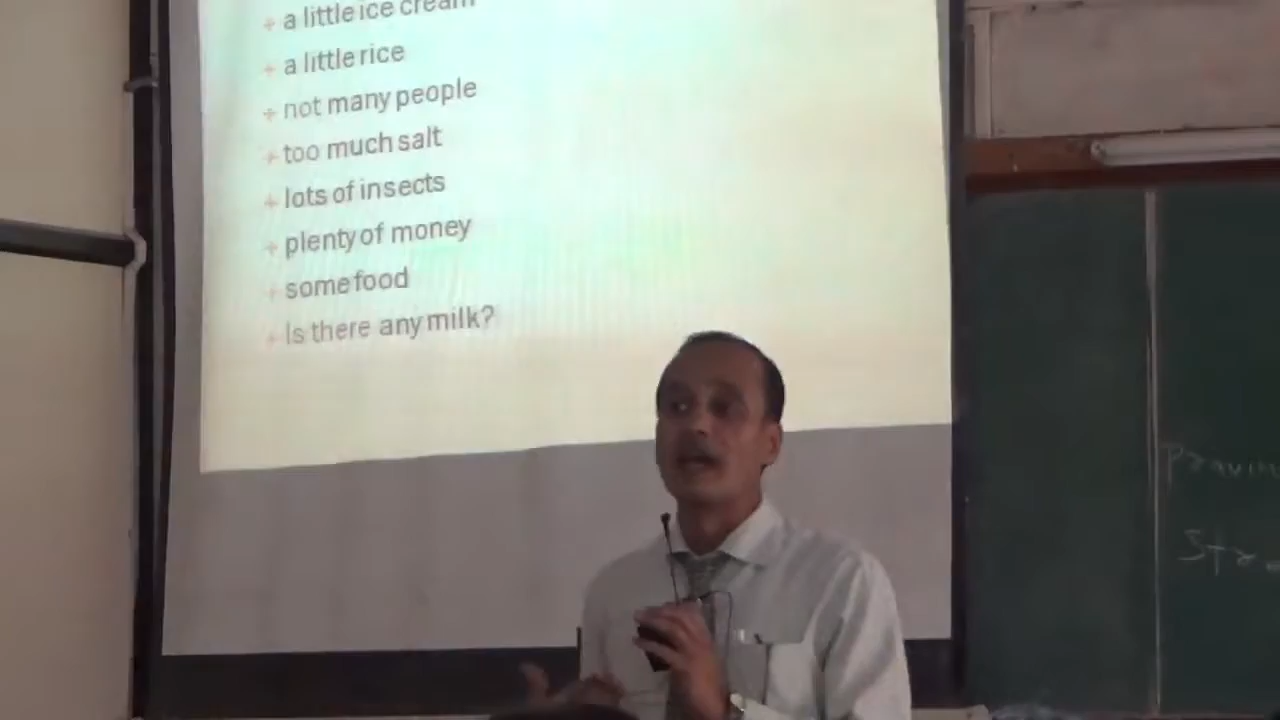 + a little ice cream
+ a little rice
+ not many people
+ too much salt
+ lots of insects
+ plenty of money
+ some food
+ Is there any milk?